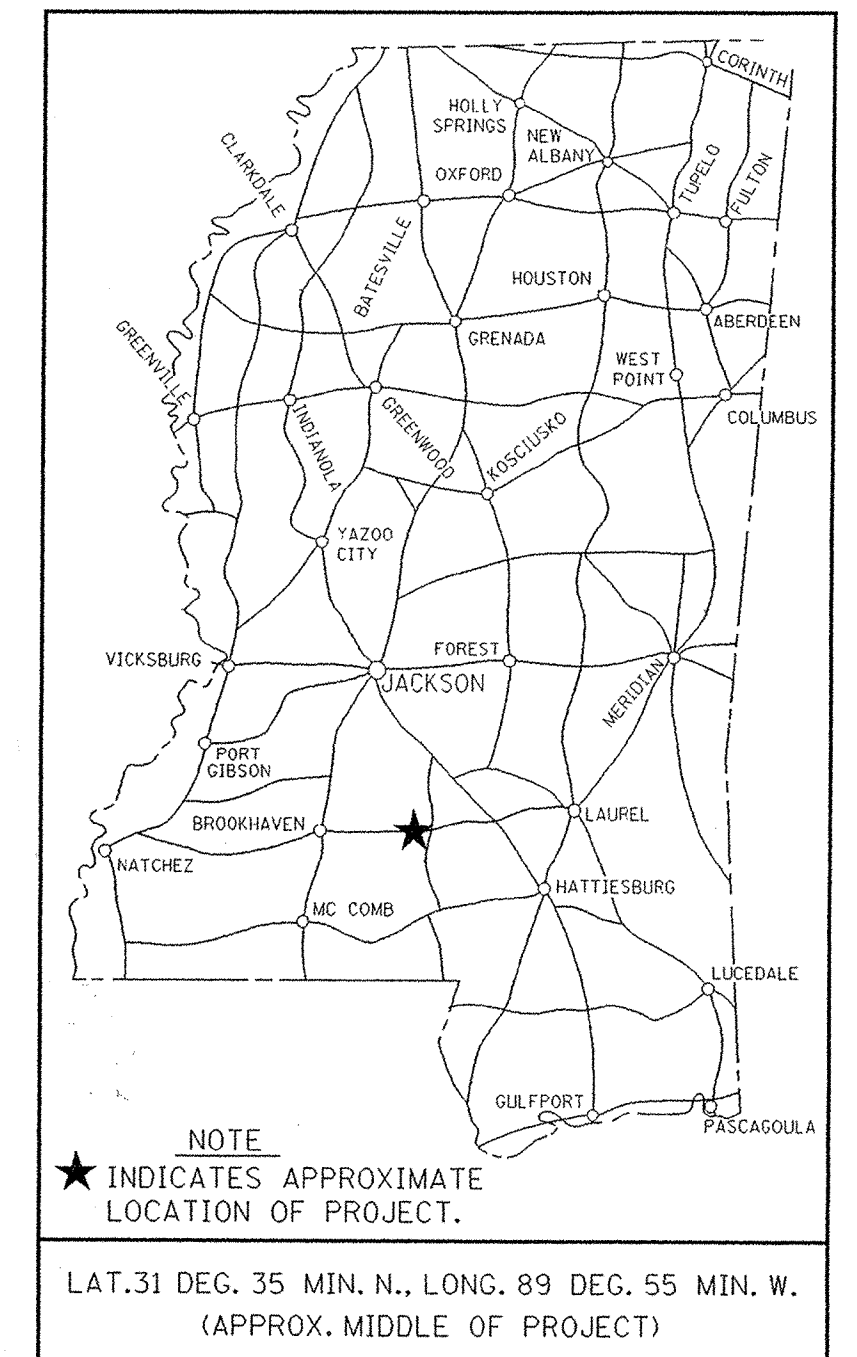 CORINTH
HOLLY
SPRINGS
NEW
ALBANY
CLARKDALE
OXFORD
TUPELO
FULTON
BATESVILLE
HOUSTON
GREENVILLE
GRENADA
ABERDEEN
WEST
POINT
INDIANOLA
GREENWOOD
KOSCIUSKO
COLUMBUS
YAZOO
CITY
VICKSBURG
FOREST
JACKSON
MERIDIAN
PORT
GIBSON
BROOKHAVEN
LAUREL
NATCHEZ
HATTIESBURG
MC COMB
LUCEDALE
GULFPORT
PASCAGOULA
NOTE
INDICATES APPROXIMATE
LOCATION OF PROJECT.
LAT.31 DEG. 35 MIN. N., LONG. 89 DEG. 55 MIN. W.
(APPROX. MIDDLE OF PROJECT)